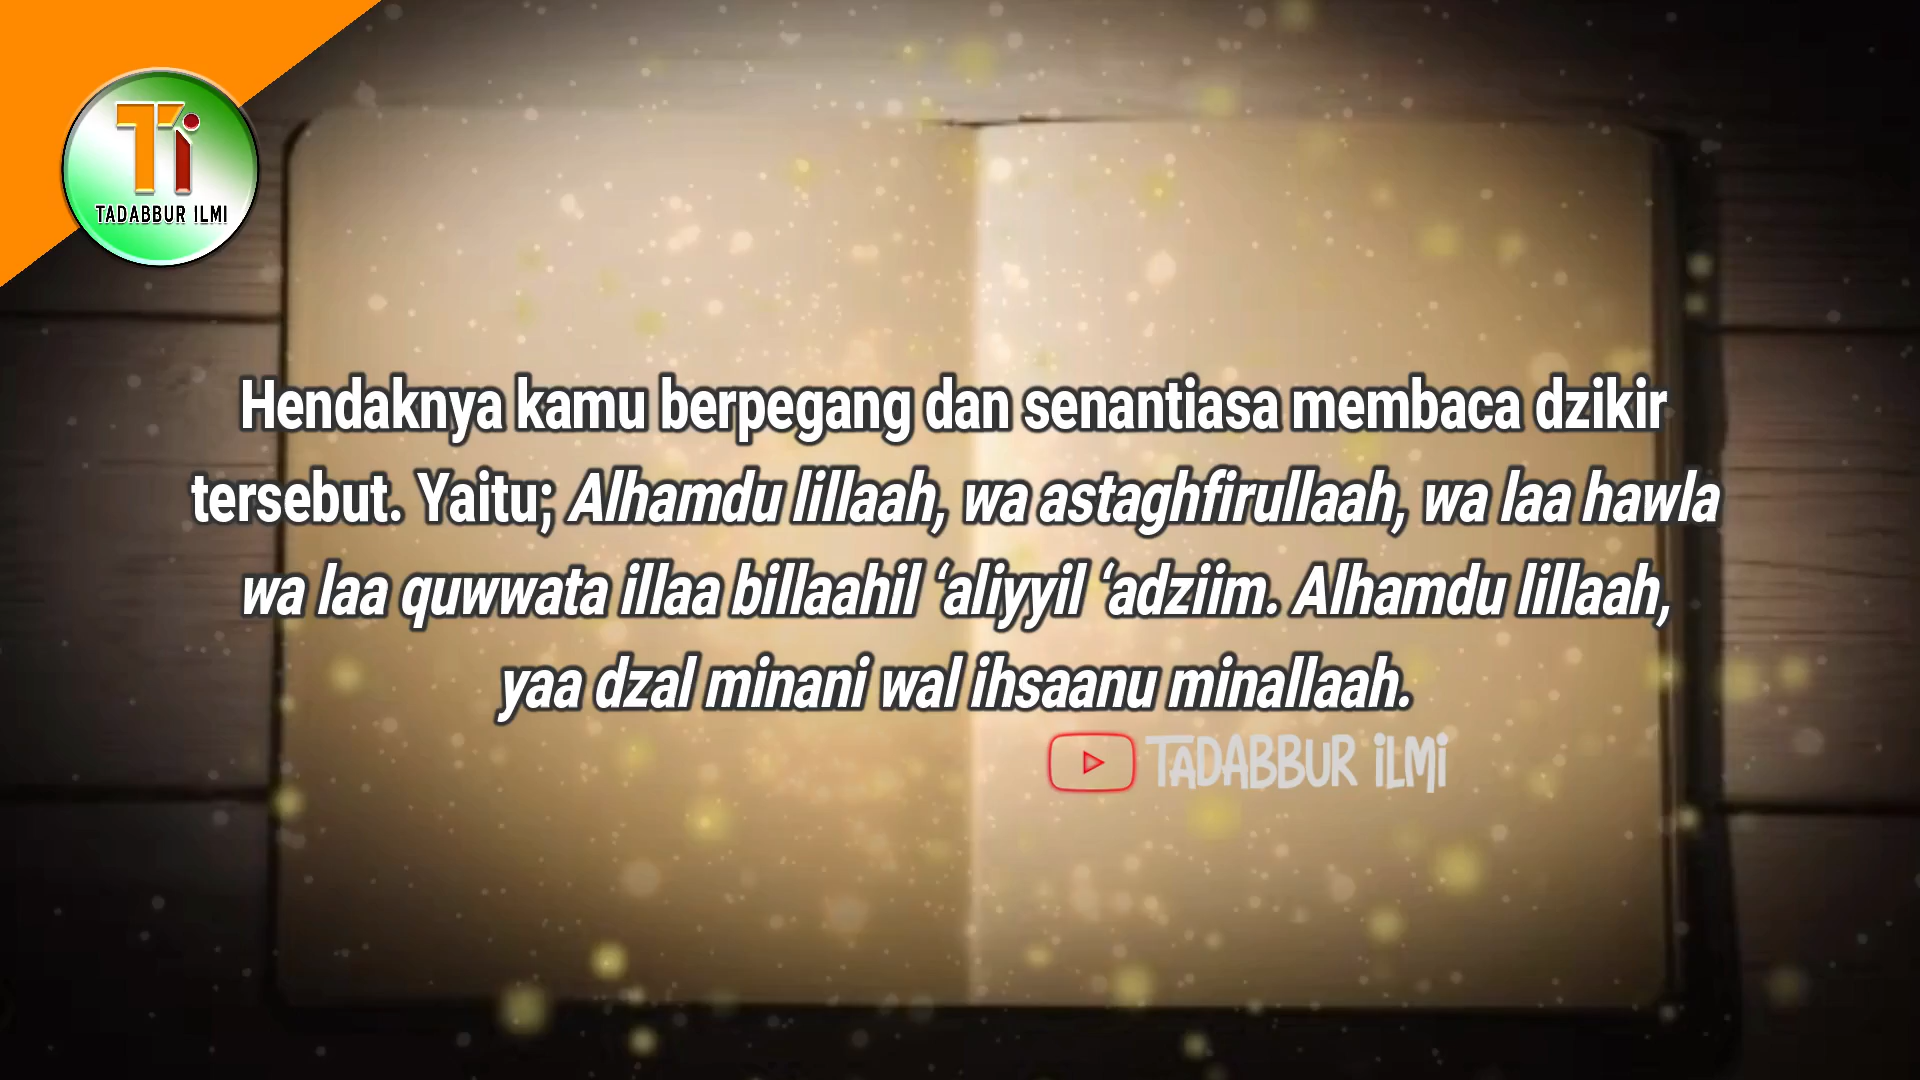 Ti
TADABBUR ILMI
Hendaknya kamu berpegang dan senantiasa membaca dzikir
tersebut. Yaitu; Alhamdu lillaah, wa astaghfirullaah, wa laa hawla
wa laa quwwata illaa billaahil ‘aliyyil ‘adziim. Alhamdu lillaah,
yaa dzal minani wal ihsaanu minallaah.
TADABBUR iLMi